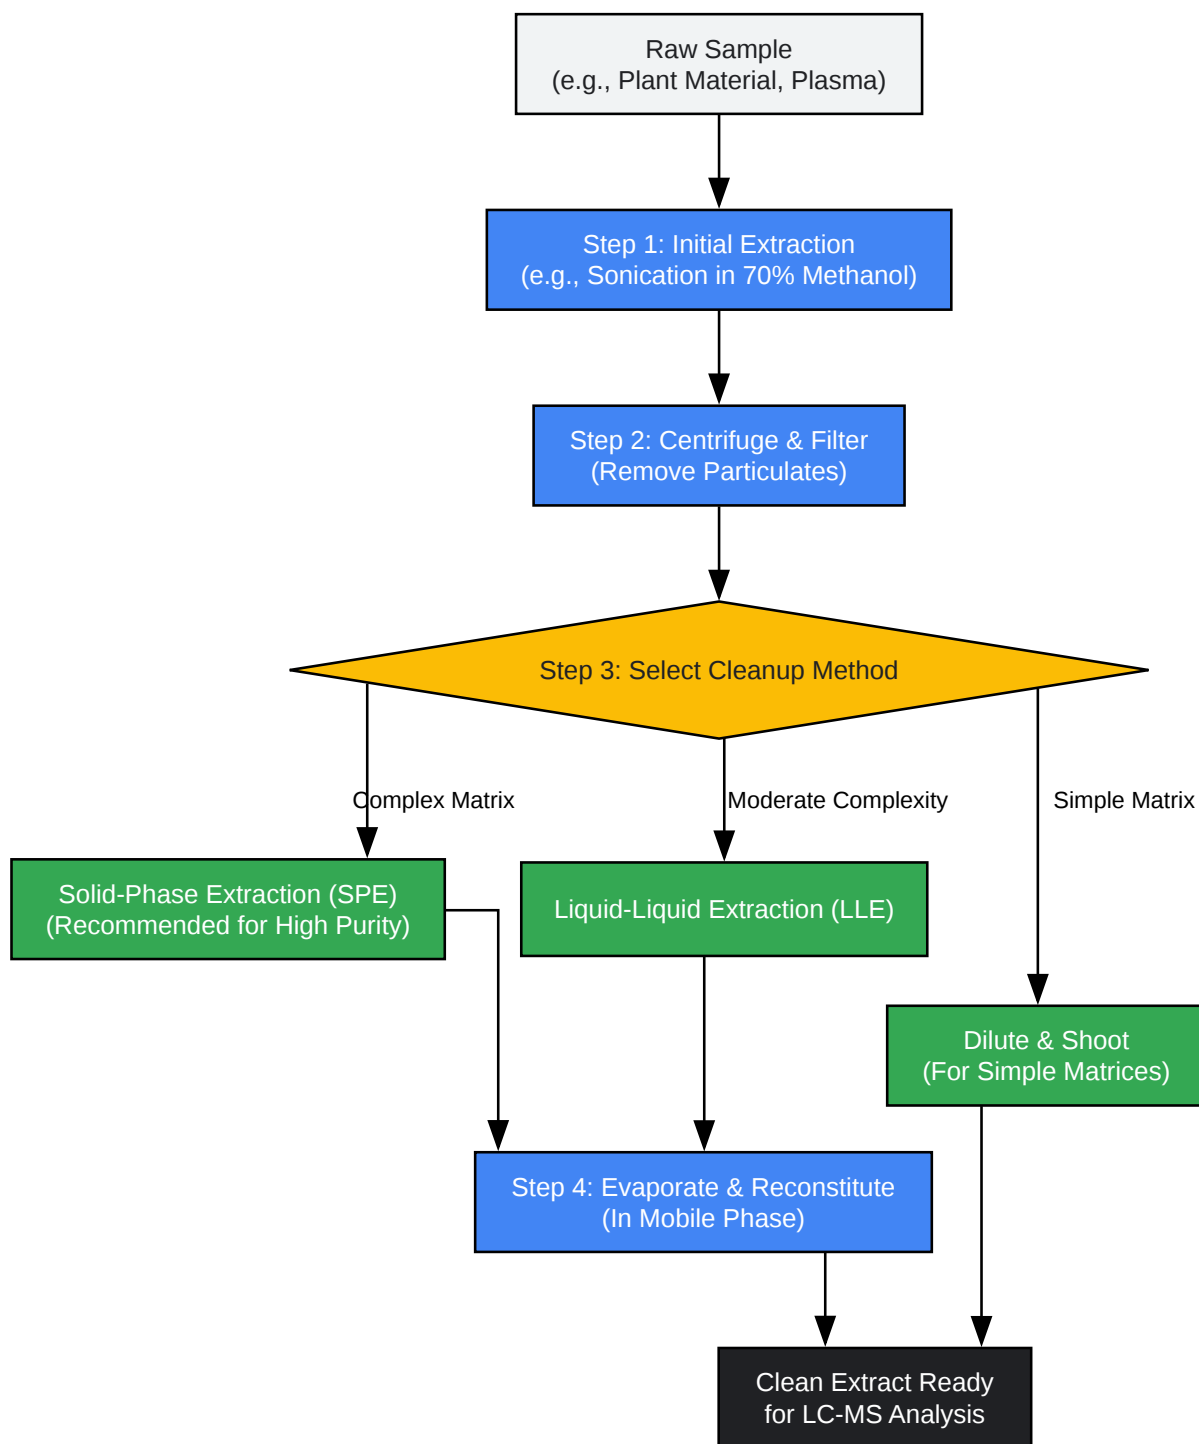 Raw Sample
(e.g., Plant Material, Plasma)
Step 1: Initial Extraction
(e.g., Sonication in 70% Methanol)
Step 2: Centrifuge & Filter
(Remove Particulates)
Step 3: Select Cleanup Method
Complex Matrix
Moderate Complexity
Simple Matrix
Solid-Phase Extraction (SPE)
(Recommended for High Purity)
Liquid-Liquid Extraction (LLE)
Dilute & Shoot
(For Simple Matrices)
Step 4: Evaporate & Reconstitute
(In Mobile Phase)
Clean Extract Ready
for LC-MS Analysis